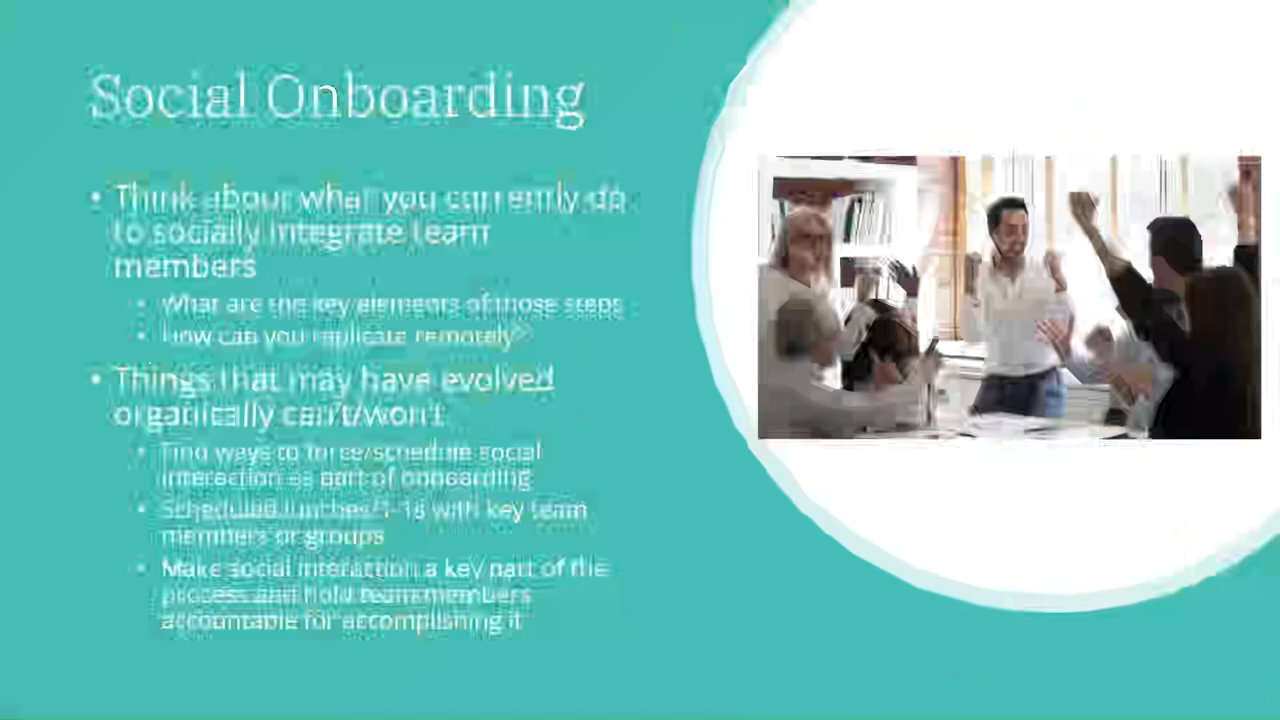 Social Onboarding
• Think about what you currently do
to socially integrate team
members
• What are the key elements of those steps
• How can you replicate remotely?
• Things that may have evolved
organically can't/won't
• Find ways to force/schedule social
interaction as part of onboarding
• Scheduled lunches/1-1s with key team
members or groups
• Make social interaction a key part of the
process and hold team members
accountable for accomplishing it